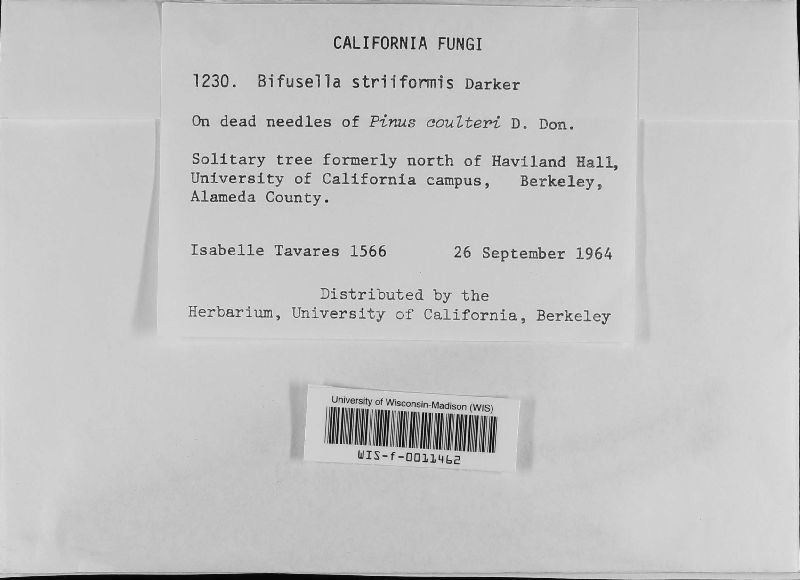 CALIFORNIA FUNGI
1230. Bifusella striiformis Darker
On dead needles of Pinus coulteri D. Don.
Solitary tree formerly north of Haviland Hall,
University of California campus, Berkeley,
Alameda County.
Isabelle Tavares 1566 26 September 1964
Distributed by the
Herbarium, University of California, Berkeley
University of Wisconsin-Madison (WIS)
WIS-f-0011462